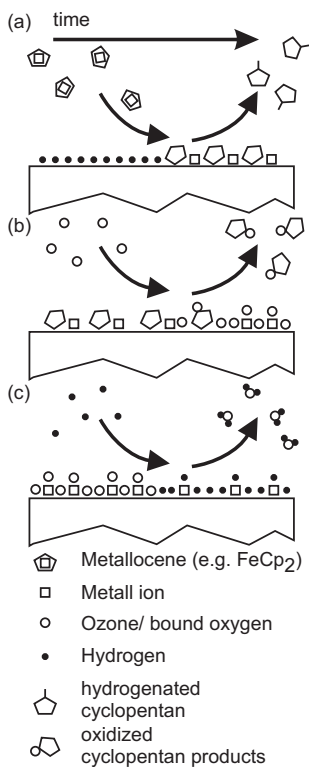 (a)
time
(b)
(c)
Metallocene (e.g. FeCp2)
Metall ion
Ozone/ bound oxygen
Hydrogen
hydrogenated
cyclopentan
oxidized
cyclopentan products